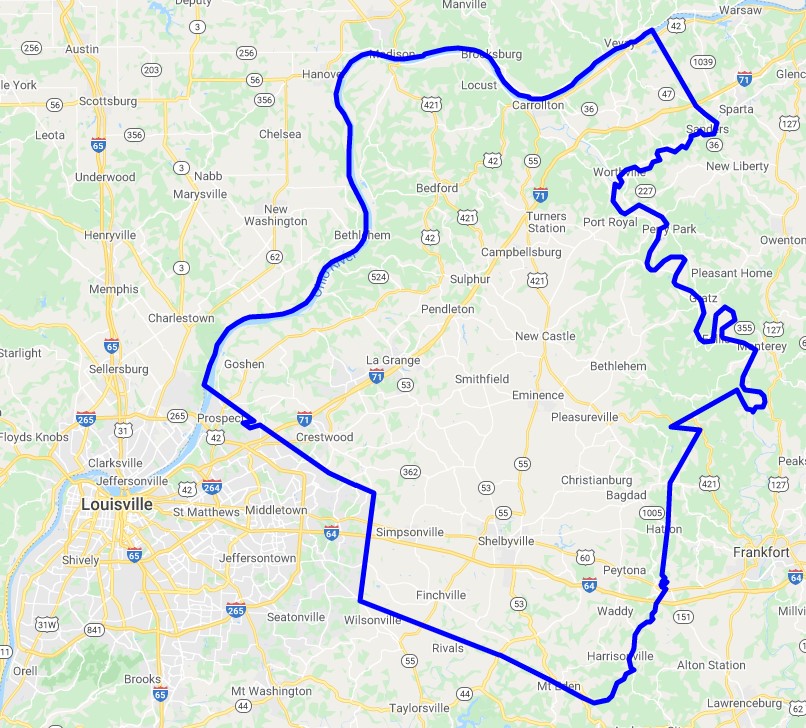 Deputy
Manville
Warsaw
42
3
Austin
256
256
Madison
Brooksburg
Vevay
1039
203
Hanover
71
Glenc
le York
56
Locust
47
356
Scottsburg
421
Carrollton
36
Sparta
56
127
Leota
356
Chelsea
Sanders
65
36
3
42
55
New Liberty
Underwood
Nabb
Worthville
Marysville
Bedford
71
227
New
Washington
421
Turners
Station
Port Royal
Perry Park
Henryville
Bethlehem
42
Owenton
62
Campbellsburg
3
Ohio River
524
Sulphur
421
Pleasant Home
Memphis
Gratz
Charlestown
Pendleton
355
127
65
New Castle
Monterey
Starlight
Sellersburg
Goshen
La Grange
Bethlehem
71
53
Smithfield
Eminence
265
265
Prospect
71
Pleasureville
31
42
Crestwood
Floyds Knobs
Clarksville
362
55
Peaks
Jeffersonville
42
264
53
Christianburg
421
127
Louisville
Bagdad
St Matthews
Middletown
55
1005
64
Simpsonville
Hatton
Shelbyville
Frankfort
65
Jeffersontown
60
Shively
Peytona
64
64
Finchville
265
53
Waddy
Millvi
Seatonville
Wilsonville
151
31W
841
Rivals
Harrisonville
11
55
Alton Station
Orell
Brooks
Mt Eden
65
Mt Washington
44
44
Taylorsville
Lawrenceburg
62